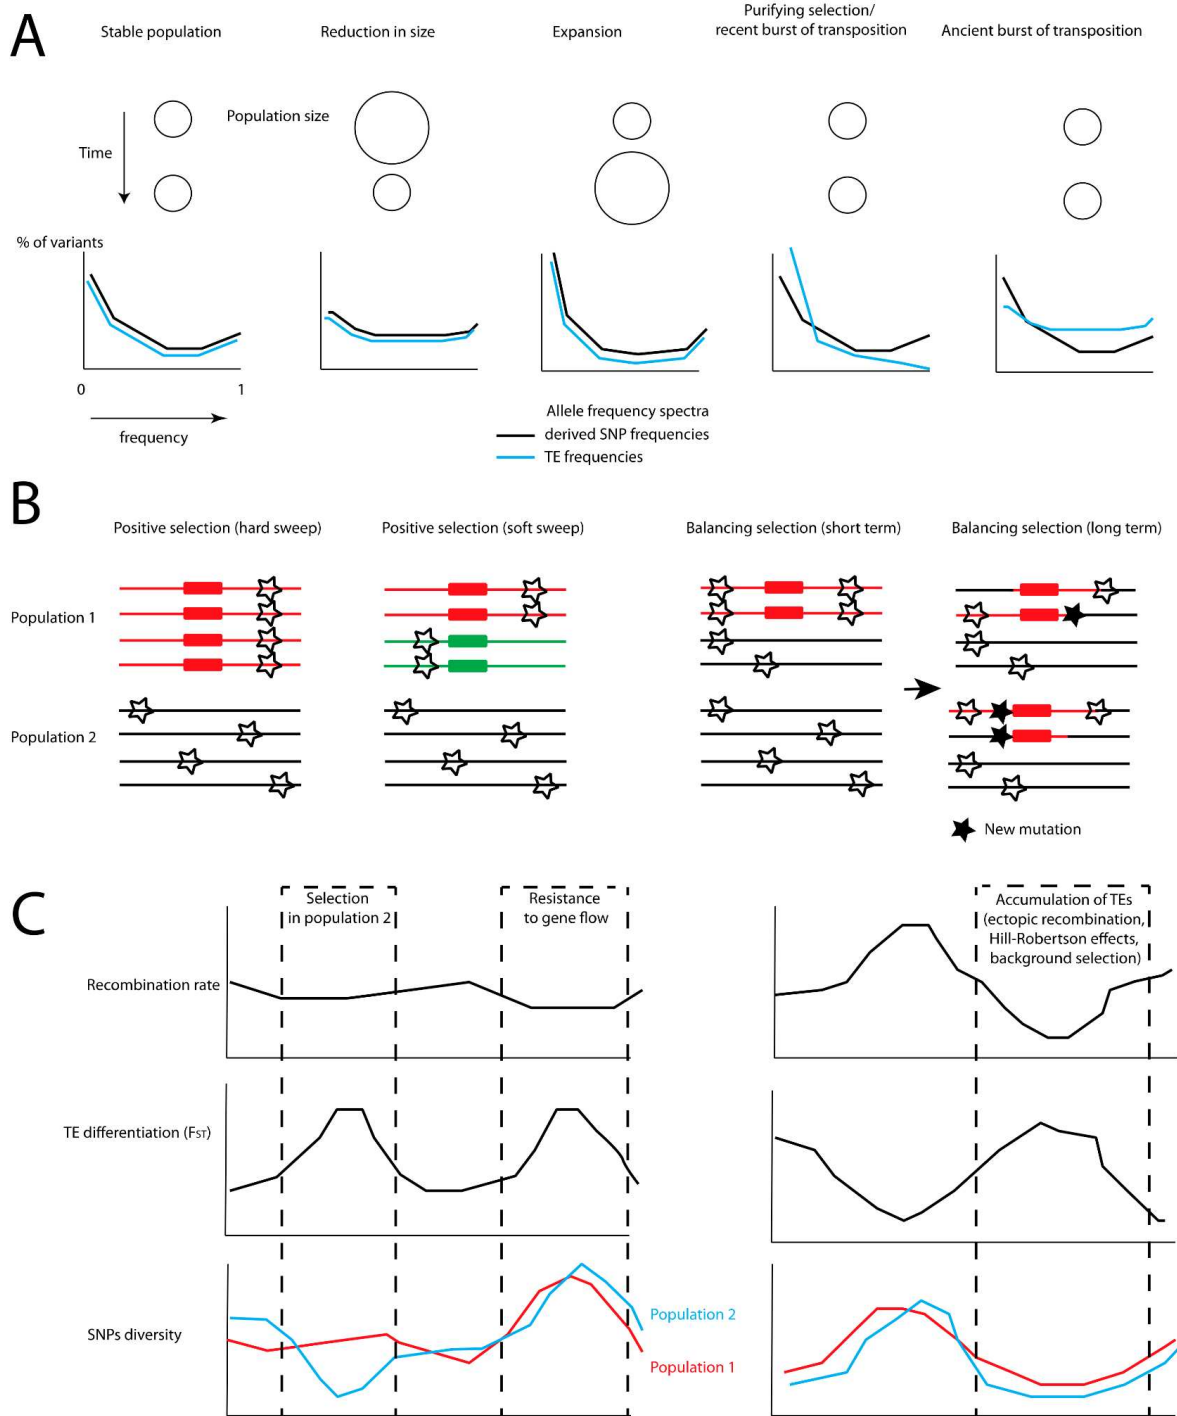 A
Stable population
Reduction in size
Expansion
Purifying selection/
recent burst of transposition
Ancient burst of transposition
Population size
Time
% of variants
0
1
frequency
Allele frequency spectra
derived SNP frequencies
TE frequencies
B
Positive selection (hard sweep)
Positive selection (soft sweep)
Balancing selection (short term)
Balancing selection (long term)
Population 1
Population 2
New mutation
C
Selection
in population 2
Resistance
to gene flow
Accumulation of TEs
(ectopic recombination,
Hill-Robertson effects,
background selection)
Recombination rate
TE differentiation (FST)
SNPs diversity
Population 2
Population 1